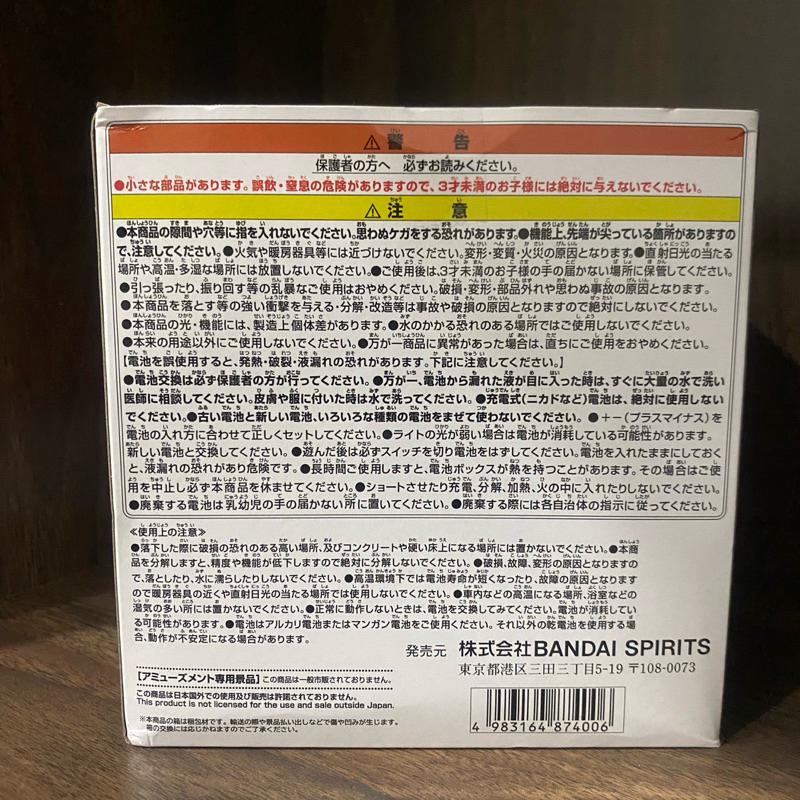 ⚠警 告
保護者の方へ 必ずお読みください。
●小さな部品があります。誤飲・窒息の危険がありますので、3才未満のお子様には絶対に与えないでください。
⚠注 意
●本商品の隙間や穴等に指を入れないでください。思わぬケガをする恐れがあります。●機能上、先端が尖っている箇所がありますの
で、注意してください。●火気や暖房器具等には近づけないでください。変形・変質・火災の原因となります。●直射日光の当たる
場所や、高温・多湿な場所には放置しないでください。●ご使用後は、3才未満のお子様の手の届かない場所に保管してください。
●引っ張ったり、振り回す等の乱暴なご使用はおやめください。破損・変形・部品外れや思わぬ事故の原因となります。
●本商品を落とす等の強い衝撃を与える・分解・改造等は事故や破損の原因となりますので絶対にしないでください。
●本商品の光・機能には、製造上個体差があります。●水のかかる恐れのある場所ではご使用しないでください。
●本来の用途以外にご使用しないでください。●万が一商品に異常があった場合は、直ちにご使用をおやめください。
【電池を誤使用すると、発熱・破裂・液漏れの恐れがあります。下記に注意してください。】
●電池交換は必ず保護者の方が行ってください。●万が一、電池から漏れた液が目に入った時は、すぐに大量の水で洗い
医師に相談してください。皮膚や服に付いた時は水で洗ってください。●充電式(ニカドなど)電池は、絶対に使用しない
でください。●古い電池と新しい電池、いろいろな種類の電池をまぜて使わないでください。●+−(プラスマイナス)を
電池の入れ方に合わせて正しくセットしてください。●ライトの光が弱い場合は電池が消耗している可能性があります。
新しい電池と交換してください。●遊んだ後は必ずスイッチを切り電池をはずしてください。電池を入れたままにしておく
と、液漏れの恐れがあり危険です。●長時間ご使用しますと、電池ボックスが熱を持つことがあります。その場合はご使
用を中止し必ず本商品を休ませてください。●ショートさせたり充電、分解、加熱、火の中に入れたりしないでください。
●廃棄する電池は乳幼児の手の届かない所に置いてください。●廃棄する際には各自治体の指示に従ってください。
≪使用上の注意≫
●落下した際に破損の恐れのある高い場所、及びコンクリートや硬い床上になる場所には置かないでください。●本商
品を分解しますと、精度や機能が低下しますので絶対に分解しないでください。●破損、故障、変形の原因となりますの
で、落としたり、水に濡らしたりしないでください。●高温環境下では電池寿命が短くなったり、故障の原因となります
ので暖房器具の近くや直射日光の当たる場所では使用しないでください。●車内などの高温になる場所、浴室などの
湿気の多い所には置かないでください。●正常に動作しないときは、電池を交換してみてください。電池が消耗してい
る可能性があります。●電池はアルカリ電池またはマンガン電池をご使用ください。それ以外の乾電池を使用する場
合、動作が不安定になる場合があります。
発売元 株式会社BANDAI SPIRITS
東京都港区三田三丁目5-19 〒108-0073
【アミューズメント専用景品】この商品は一般市販されておりません。
この商品は日本国外での使用及び販売は許諾されておりません。
This product is not licensed for the use and sale outside Japan.
※本商品の箱は梱包材です。輸送の際や景品払い出しなどで傷や凹みが生じます。
箱の交換には応じかねますのでご了承ください。
4 983164 874006